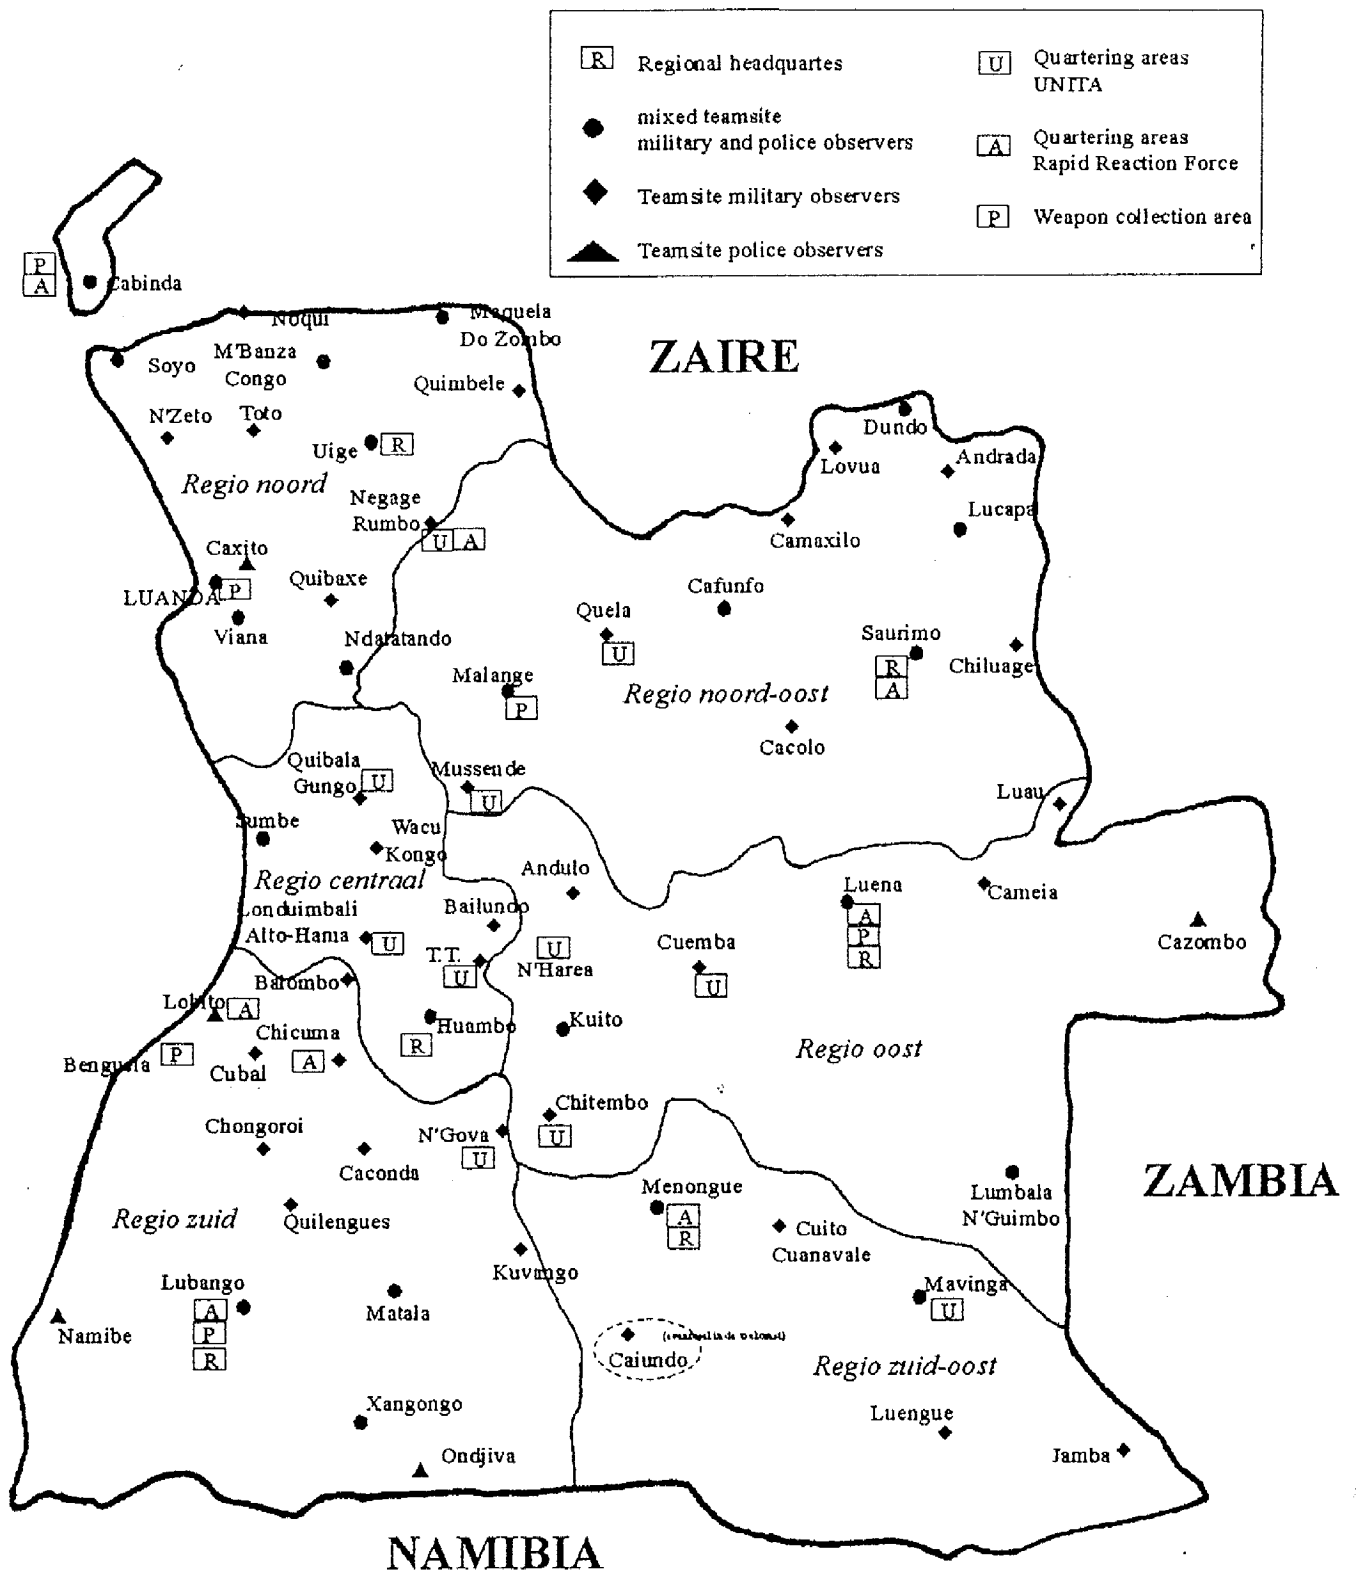 R Regional headquartes
mixed teamsite
military and police observers
Teamsite military observers
Teamsite police observers
U Quartering areas
UNITA
A Quartering areas
Rapid Reaction Force
P Weapon collection area
P
A
Cabinda
Noqui
Maquela
Do Zombo
ZAIRE
Soyo
M'Banza
Congo
Quimbele
N'Zeto
Toto
Uige
R
Dundo
Lovua
Andrada
Regio noord
Negage
Rumbo
U A
Lucapa
Camaxilo
Caxito
LUANDA
P
Viana
Quibaxe
Ndalatando
Cafunfo
Quela
U
Saurimo
R
A
Chiluage
Malange
P
Regio noord-oost
Cacolo
Quibala
Gungo
U
Mussende
U
Luau
Sumbe
Wacu
Kongo
Regio centraal
Andulo
Luena
A
P
R
Cameia
Londuimbali
Alto-Hama
U
Bailundo
T.T.
U
U
N'Harea
Cuemba
U
Cazombo
Balombo
Lobito
A
Chicuma
A
Huambo
R
Kuito
Benguela
P
Cubal
Regio oost
Chongoroi
Caconda
N'Gova
U
Chitembo
U
ZAMBIA
Regio zuid
Quilengues
Menongue
A
R
Cuito
Cuanavale
Lumbala
N'Guimbo
Kuvango
Lubango
A
P
R
Matala
Mavinga
U
Namibe
Caiundo
Regio zuid-oost
Xangongo
Luengue
Ondjiva
Jamba
NAMIBIA